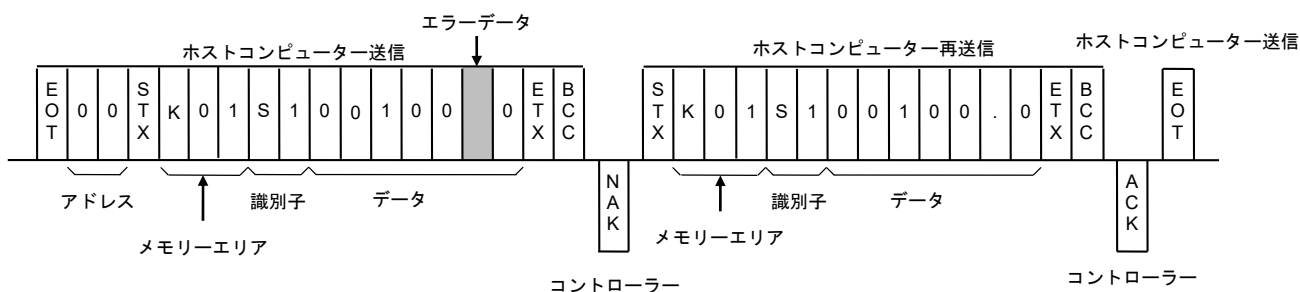 エラーデータ
ホストコンピューター送信
ホストコンピューター再送信
ホストコンピューター送信
EOT 0 0 STX K 0 1 S 1 0 0 1 0 0 0 ETX BCC
STX K 0 1 S 1 0 0 1 0 0 . 0 ETX BCC
EOT
アドレス
識別子
データ
NAK
識別子
データ
ACK
メモリーエリア
メモリーエリア
コントローラー
コントローラー